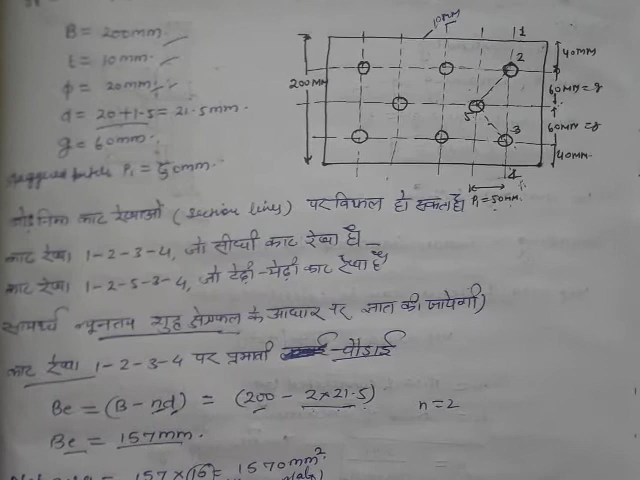 B = 200mm.
t = 10mm
ϕ = 20mm
d = 20+1.5 = 21.5mm.
g = 60mm
P₁ = 50mm.
10mm
1
2
40MM
200MM
60MM=g
5
60MM=g
3
40MM
4
P₁=50mm
काट रेखाओं (section lines) पर विफल हो सकता है
काट रेखा 1-2-3-4, जो सीधी काट रेखा है
काट रेखा 1-2-5-3-4, जो टेढ़ी-मेढ़ी काट रेखा है
सामर्थ्य न्यूनतम शुद्ध क्षेत्रफल के आधार पर ज्ञात की जायेगी)
काट रेखा 1-2-3-4 पर प्रभावी चौड़ाई
Be = (B - nd) = (200 - 2x21.5) n=2
Be = 157mm.
= 157x(10) = 1570mm²